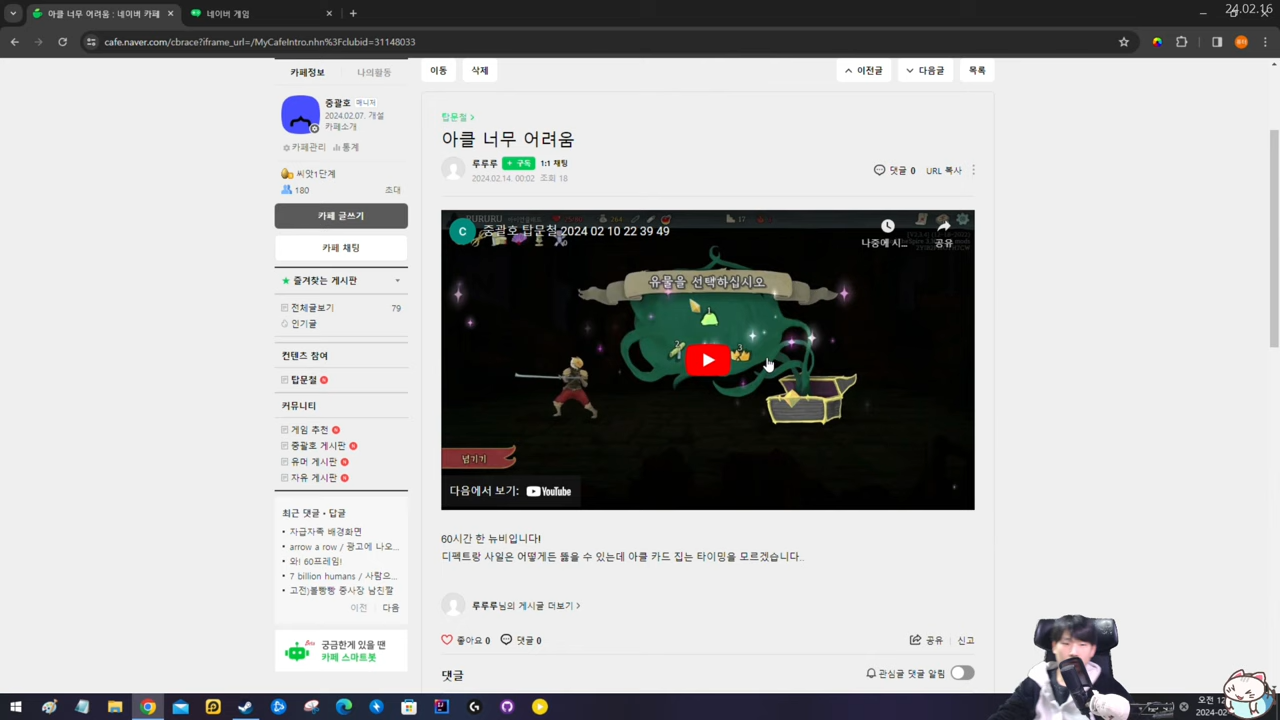 24.02.16
아클 너무 어려움 : 네이버 카페
네이버 게임
cafe.naver.com/cbrace?iframe_url=/MyCafeIntro.nhn%3Fclubid=31148033
카페정보
나의활동
이동
삭제
이전글
다음글
목록
중괄호 매니저
2024.02.07. 개설
카페소개
카페관리
통계
씨앗1단계
180
초대
카페 글쓰기
카페 채팅
즐겨찾는 게시판
전체글보기
79
인기글
컨텐츠 참여
탑문철
커뮤니티
게임 추천
중괄호 게시판
유머 게시판
자유 게시판
최근 댓글 • 답글
• 자급자족 배경화면
• arrow a row / 광고에 나오...
• 와! 60프레임!
• 7 billion humans / 사람으...
• 고전)볼빵빵 중사장 남친짤
이전
다음
궁금한게 있을 땐
카페 스마트봇
탑문철 >
아클 너무 어려움
루루루 + 구독 1:1 채팅
2024.02.14. 00:02 조회 18
댓글 0
URL 복사
C
중괄호 탑문철 2024 02 10 22 39 49
나중에 시...
공유
264
17
유물을 선택하십시오
1
2
3
넘기기
다음에서 보기: YouTube
60시간 한 뉴비입니다!
디펙트랑 사일은 어떻게든 뚫을 수 있는데 아클 카드 집는 타이밍을 모르겠습니다..
루루루님의 게시글 더보기 >
좋아요 0
댓글 0
공유
신고
댓글
관심글 댓글 알림